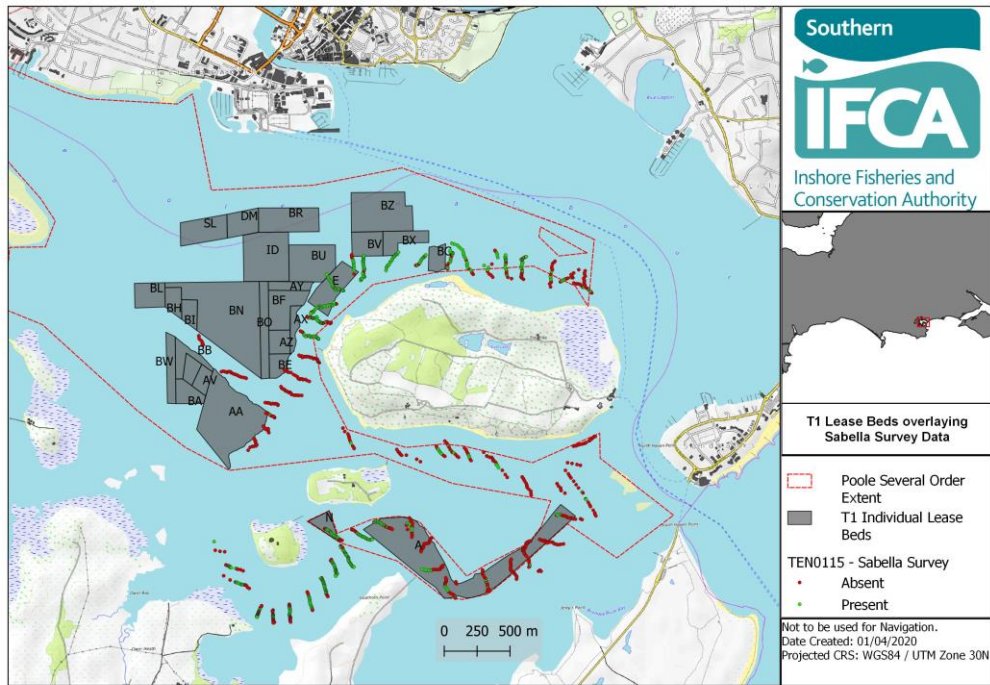 Southern
IFCA
Inshore Fisheries and
Conservation Authority
T1 Lease Beds overlaying
Sabella Survey Data
Poole Several Order
Extent
T1 Individual Lease
Beds
TEN0115 - Sabella Survey
Absent
Present
Not to be used for Navigation.
Date Created: 01/04/2020
Projected CRS: WGS84 / UTM Zone 30N
SL
DM
BR
BZ
ID
BU
BV
BX
BG
E
BL
BH
BI
BN
BO
AY
BF
AX
AZ
BE
BB
BW
AV
BA
AA
N
A
0 250 500 m